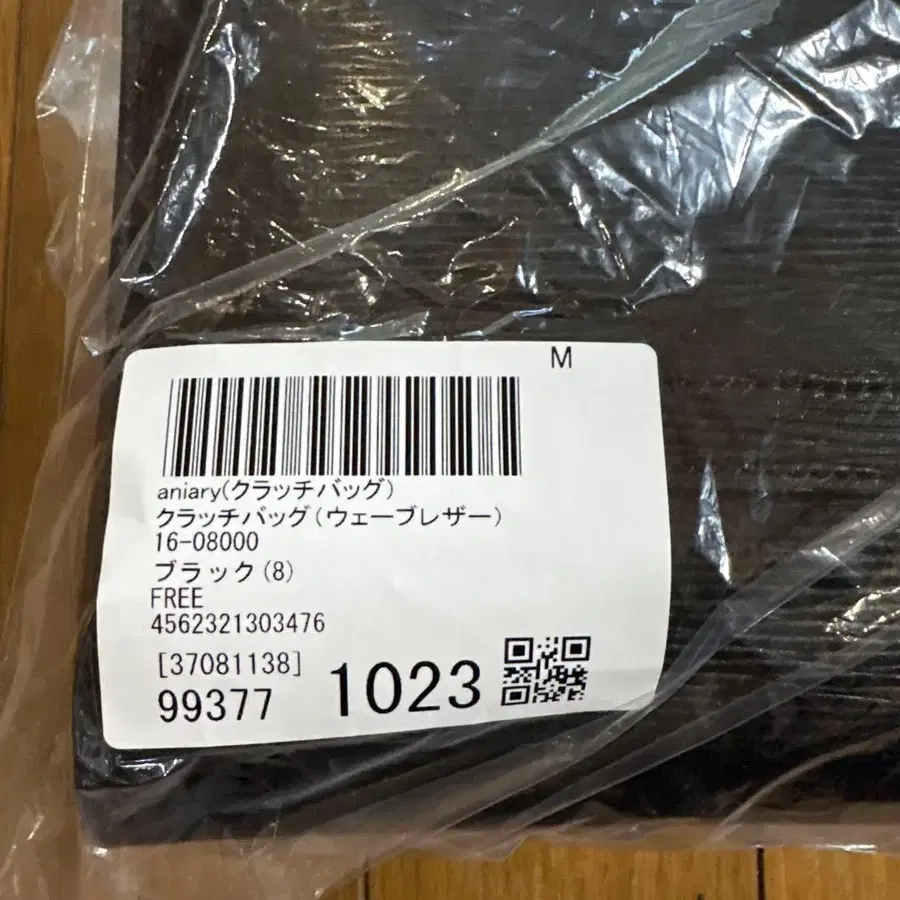 M
aniary(クラッチバッグ)
クラッチバッグ(ウェーブレザー)
16-08000
ブラック(8)
FREE
4562321303476
[37081138]
99377 1023